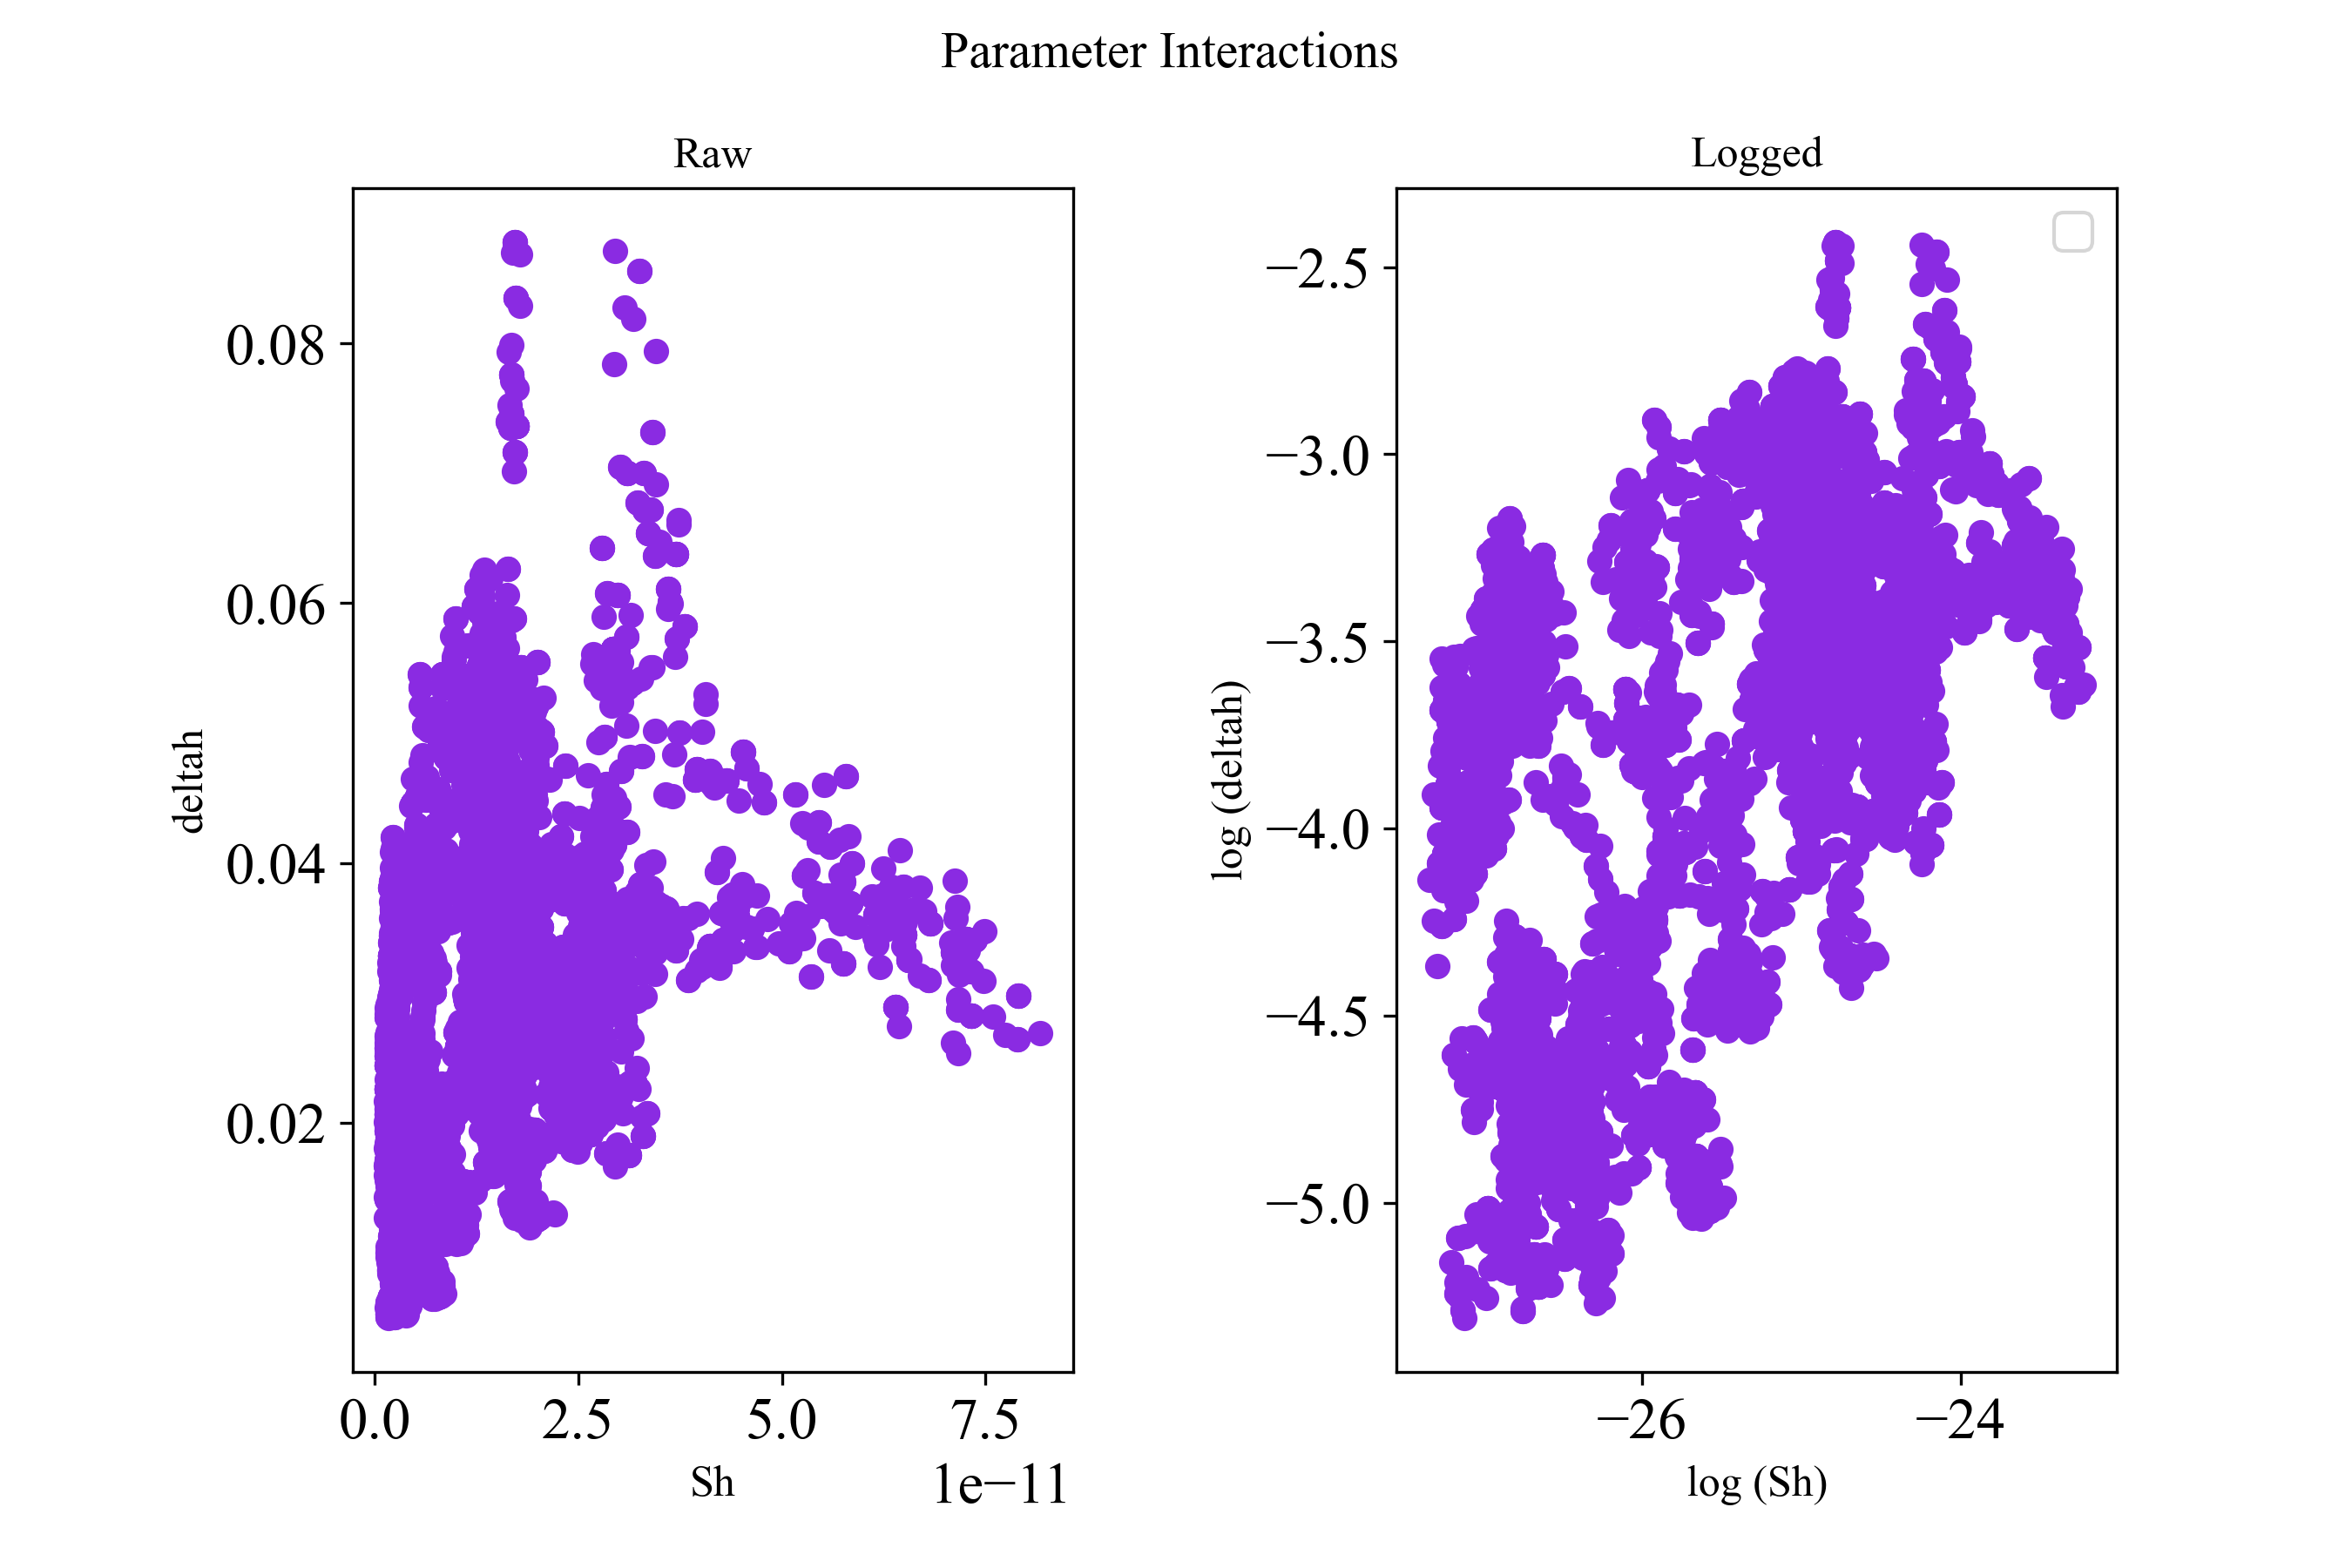 Parameter Interactions
Raw
deltah
0.08
0.06
0.04
0.02
0.0 2.5 5.0 7.5
Sh
1e−11
Logged
log (deltah)
−2.5
−3.0
−3.5
−4.0
−4.5
−5.0
−26 −24
log (Sh)